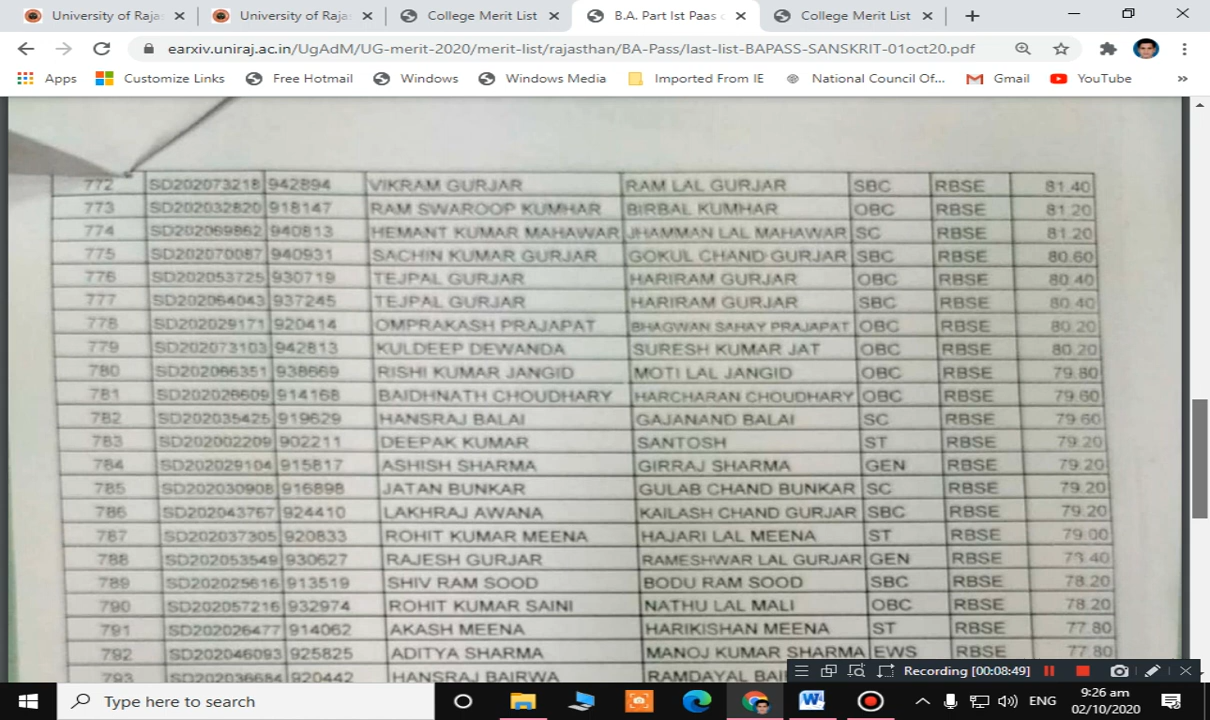 University of Raja
University of Raja
College Merit List
B.A. Part Ist Paas
College Merit List
earxiv.uniraj.ac.in/UgAdM/UG-merit-2020/merit-list/rajasthan/BA-Pass/last-list-BAPASS-SANSKRIT-01oct20.pdf
Apps Customize Links Free Hotmail Windows Windows Media Imported From IE National Council Of... Gmail YouTube »
772 SD202073218 942894 VIKRAM GURJAR RAM LAL GURJAR SBC RBSE 81.40
773 SD202032820 918147 RAM SWAROOP KUMHAR BIRBAL KUMHAR OBC RBSE 81.20
774 SD202069862 940813 HEMANT KUMAR MAHAWAR JHAMMAN LAL MAHAWAR SC RBSE 81.20
775 SD202070087 940931 SACHIN KUMAR GURJAR GOKUL CHAND GURJAR SBC RBSE 80.60
776 SD202053725 930719 TEJPAL GURJAR HARIRAM GURJAR OBC RBSE 80.40
777 SD202064043 937245 TEJPAL GURJAR HARIRAM GURJAR SBC RBSE 80.40
778 SD202029171 920414 OMPRAKASH PRAJAPAT BHAGWAN SAHAY PRAJAPAT OBC RBSE 80.20
779 SD202073103 942813 KULDEEP DEWANDA SURESH KUMAR JAT OBC RBSE 80.20
780 SD202066351 938669 RISHI KUMAR JANGID MOTI LAL JANGID OBC RBSE 79.80
781 SD202026609 914168 BAIDHNATH CHOUDHARY HARCHARAN CHOUDHARY OBC RBSE 79.60
782 SD202035425 919629 HANSRAJ BALAI GAJANAND BALAI SC RBSE 79.60
783 SD202002209 902211 DEEPAK KUMAR SANTOSH ST RBSE 79.20
784 SD202029104 915817 ASHISH SHARMA GIRRAJ SHARMA GEN RBSE 79.20
785 SD202030908 916898 JATAN BUNKAR GULAB CHAND BUNKAR SC RBSE 79.20
786 SD202043767 924410 LAKHRAJ AWANA KAILASH CHAND GURJAR SBC RBSE 79.20
787 SD202037305 920833 ROHIT KUMAR MEENA HAJARI LAL MEENA ST RBSE 79.00
788 SD202053549 930627 RAJESH GURJAR RAMESHWAR LAL GURJAR GEN RBSE 73.40
789 SD202025616 913519 SHIV RAM SOOD BODU RAM SOOD SBC RBSE 78.20
790 SD202057216 932974 ROHIT KUMAR SAINI NATHU LAL MALI OBC RBSE 78.20
791 SD202026477 914062 AKASH MEENA HARIKISHAN MEENA ST RBSE 77.80
792 SD202046093 925825 ADITYA SHARMA MANOJ KUMAR SHARMA EWS RBSE 77.80
793 SD202036684 920442 HANSRAJ BAIRWA RAMDAYAL
Recording [00:08:49]
Type here to search
ENG
9:26 am
02/10/2020